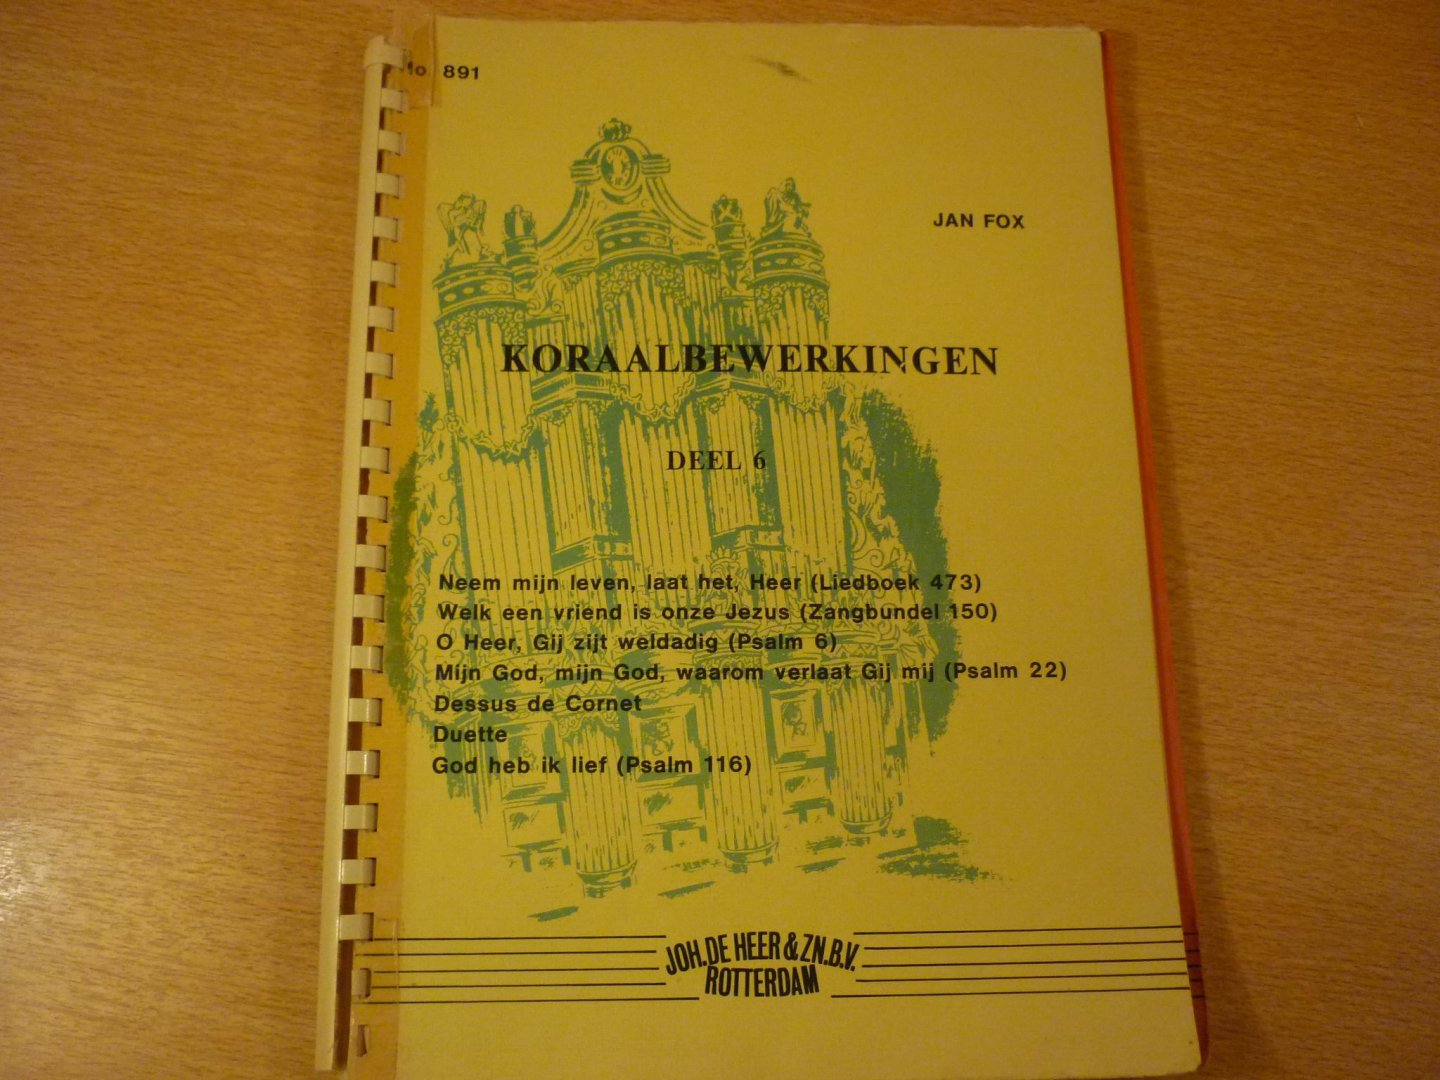 No 891
JAN FOX
KORAALBEWERKINGEN
DEEL 6
Neem mijn leven, laat het, Heer (Liedboek 473)
Welk een vriend is onze Jezus (Zangbundel 150)
O Heer, Gij zijt weldadig (Psalm 6)
Mijn God, mijn God, waarom verlaat Gij mij (Psalm 22)
Dessus de Cornet
Duette
God heb ik lief (Psalm 116)
JOH. DE HEER & ZN. B.V.
ROTTERDAM